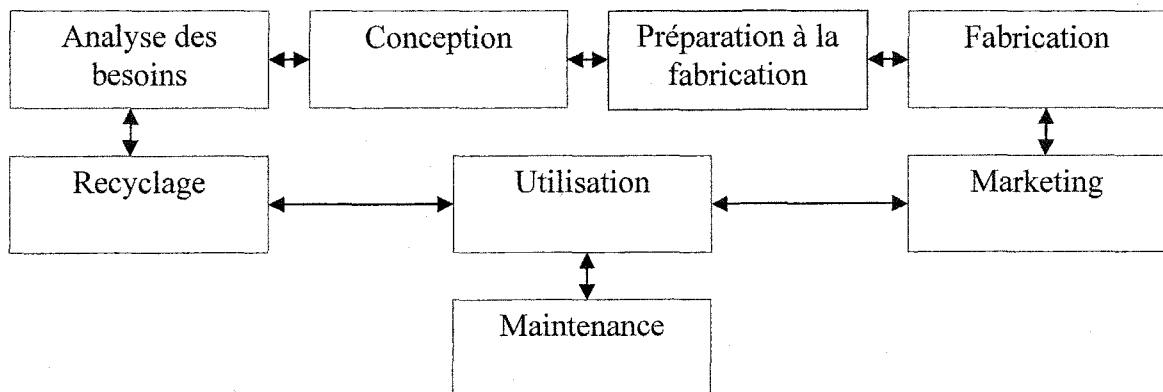 Analyse des
besoins
Conception
Préparation à la
fabrication
Fabrication
Recyclage
Utilisation
Marketing
Maintenance